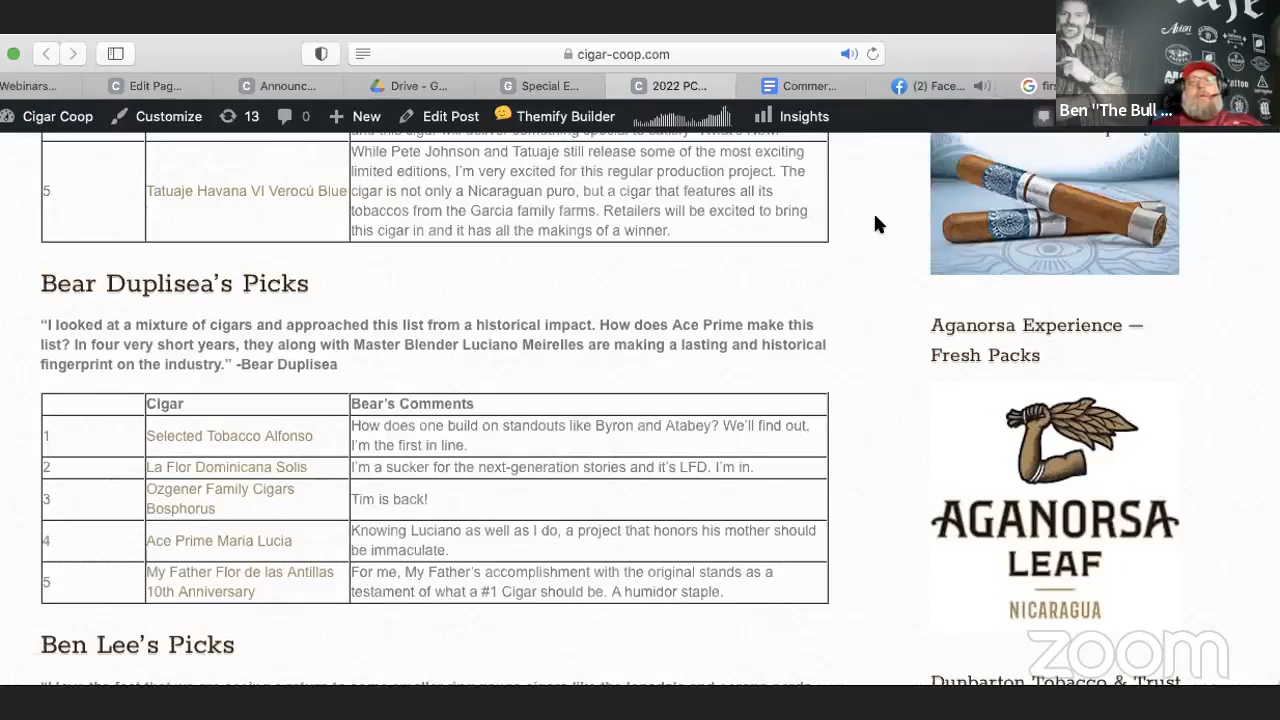 cigar-coop.com
Webinars...
Edit Pag...
Announc...
Drive - G...
Special E...
2022 PC...
Commer...
(2) Face...
Cigar Coop
Customize
13
0
New
Edit Post
Themify Builder
Insights
Ben "The Bull ...
and this cigar will deliver something special to
While Pete Johnson and Tatuaje still release some of the most exciting
limited editions, I'm very excited for this regular production project. The
5 Tatuaje Havana VI Verocú Blue cigar is not only a Nicaraguan puro, but a cigar that features all its
tobaccos from the Garcia family farms. Retailers will be excited to bring
this cigar in and it has all the makings of a winner.
Bear Duplisea's Picks
"I looked at a mixture of cigars and approached this list from a historical impact. How does Ace Prime make this
list? In four very short years, they along with Master Blender Luciano Meirelles are making a lasting and historical
fingerprint on the industry." -Bear Duplisea
Cigar Bear's Comments
1 Selected Tobacco Alfonso How does one build on standouts like Byron and Atabey? We'll find out,
I'm the first in line.
2 La Flor Dominicana Solis I'm a sucker for the next-generation stories and it's LFD. I'm in.
3 Ozgener Family Cigars
Bosphorus Tim is back!
4 Ace Prime Maria Lucia Knowing Luciano as well as I do, a project that honors his mother should
be immaculate.
5 My Father Flor de las Antillas For me, My Father's accomplishment with the original stands as a
10th Anniversary testament of what a #1 Cigar should be. A humidor staple.
Ben Lee's Picks
Aganorsa Experience —
Fresh Packs
AGANORSA
LEAF
NICARAGUA
zoom
Dunbarton Tobacco & Trust